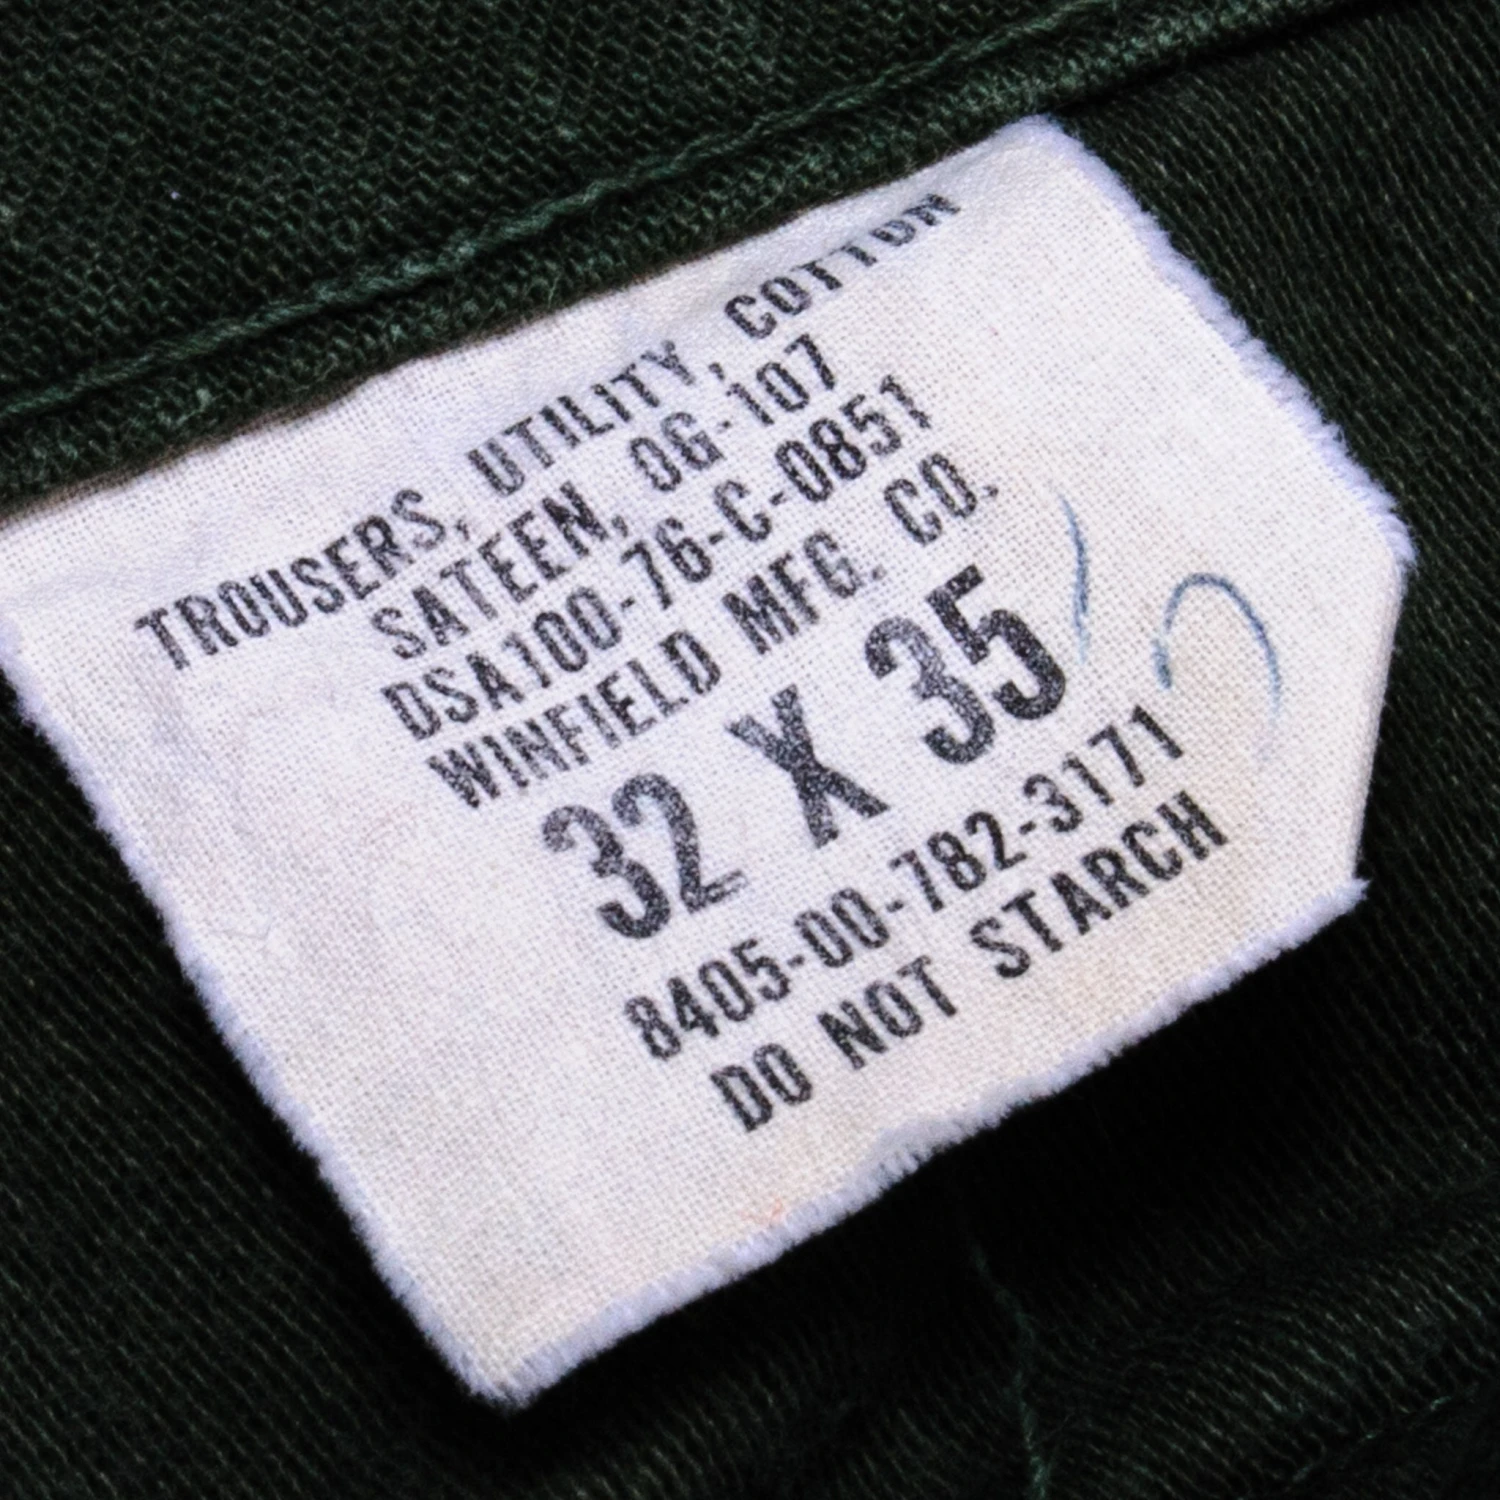 TROUSERS, UTILITY, COTTON
SATEEN, OG-107
DSA100-76-C-0851
WINFIELD MFG. CO.
32 X 35
8405-00-782-3171
DO NOT STARCH